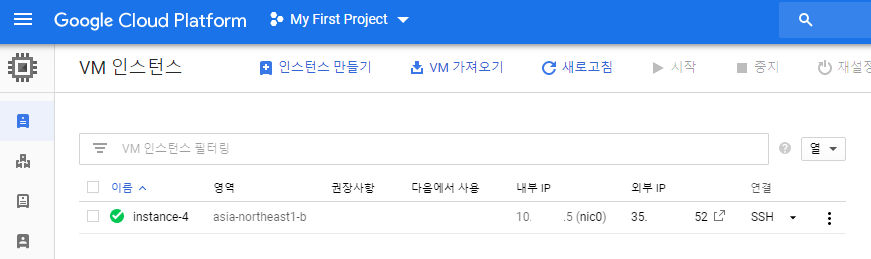 Google Cloud Platform My First Project
VM 인스턴스 인스턴스 만들기 VM 가져오기 새로고침 시작 중지 재설정
VM 인스턴스 필터링 열
이름 영역 권장사항 다음에서 사용 내부 IP 외부 IP 연결
instance-4 asia-northeast1-b 10. .5 (nic0) 35. 52 SSH